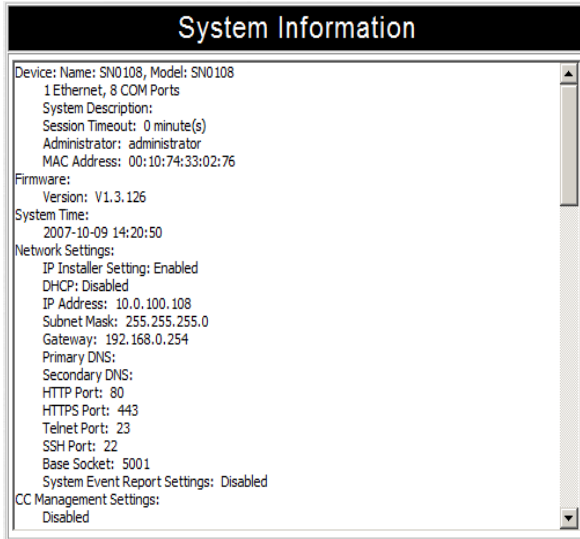 System Information
Device: Name: SN0108, Model: SN0108
1 Ethernet, 8 COM Ports
System Description:
Session Timeout: 0 minute(s)
Administrator: administrator
MAC Address: 00:10:74:33:02:76
Firmware:
Version: V1.3.126
System Time:
2007-10-09 14:20:50
Network Settings:
IP Installer Setting: Enabled
DHCP: Disabled
IP Address: 10.0.100.108
Subnet Mask: 255.255.255.0
Gateway: 192.168.0.254
Primary DNS:
Secondary DNS:
HTTP Port: 80
HTTPS Port: 443
Telnet Port: 23
SSH Port: 22
Base Socket: 5001
System Event Report Settings: Disabled
CC Management Settings:
Disabled